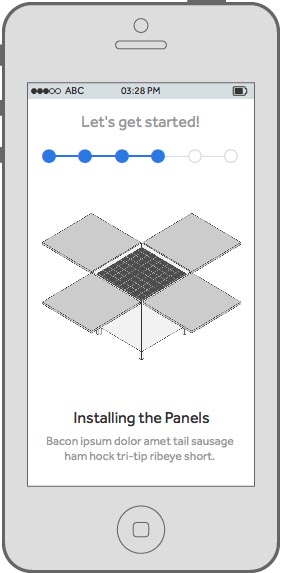 ABC 03:28 PM
Let's get started!
Installing the Panels
Bacon ipsum dolor amet tail sausage
ham hock tri-tip ribeye short.